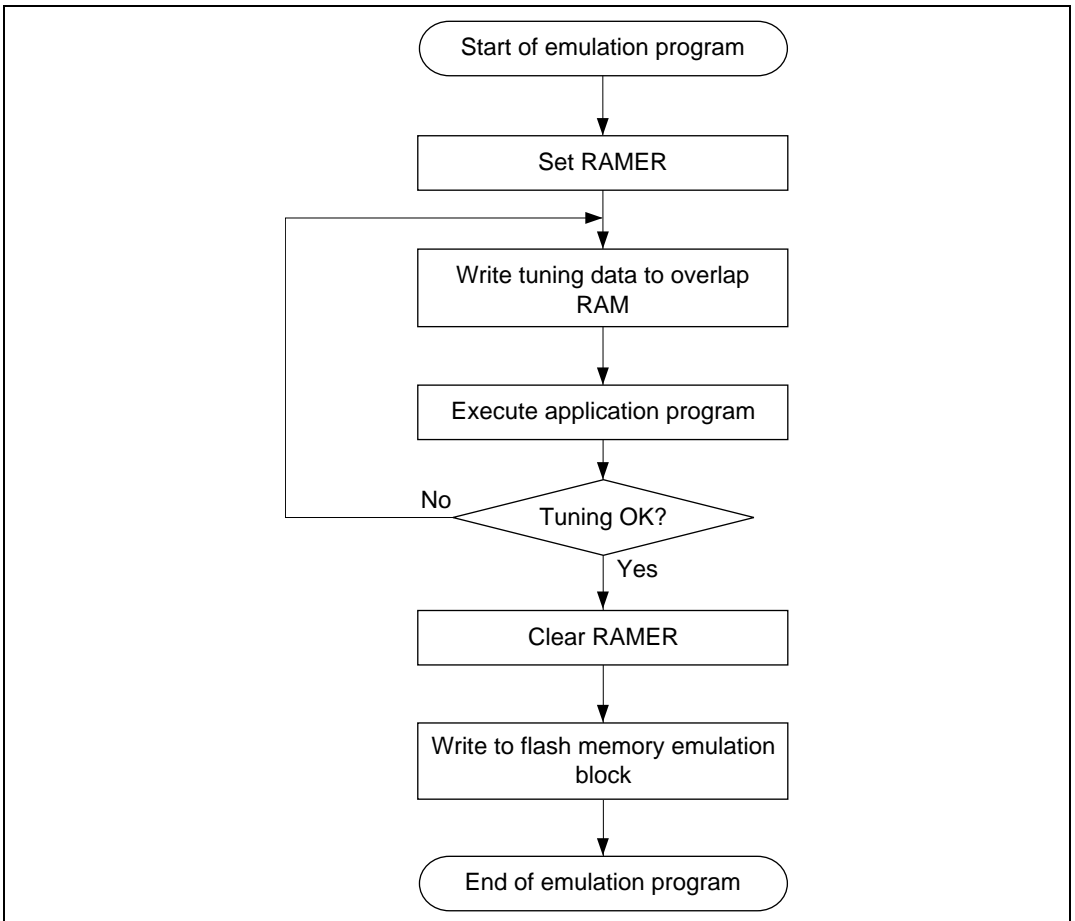 Start of emulation program
Set RAMER
Write tuning data to overlap
RAM
Execute application program
No
Tuning OK?
Yes
Clear RAMER
Write to flash memory emulation
block
End of emulation program